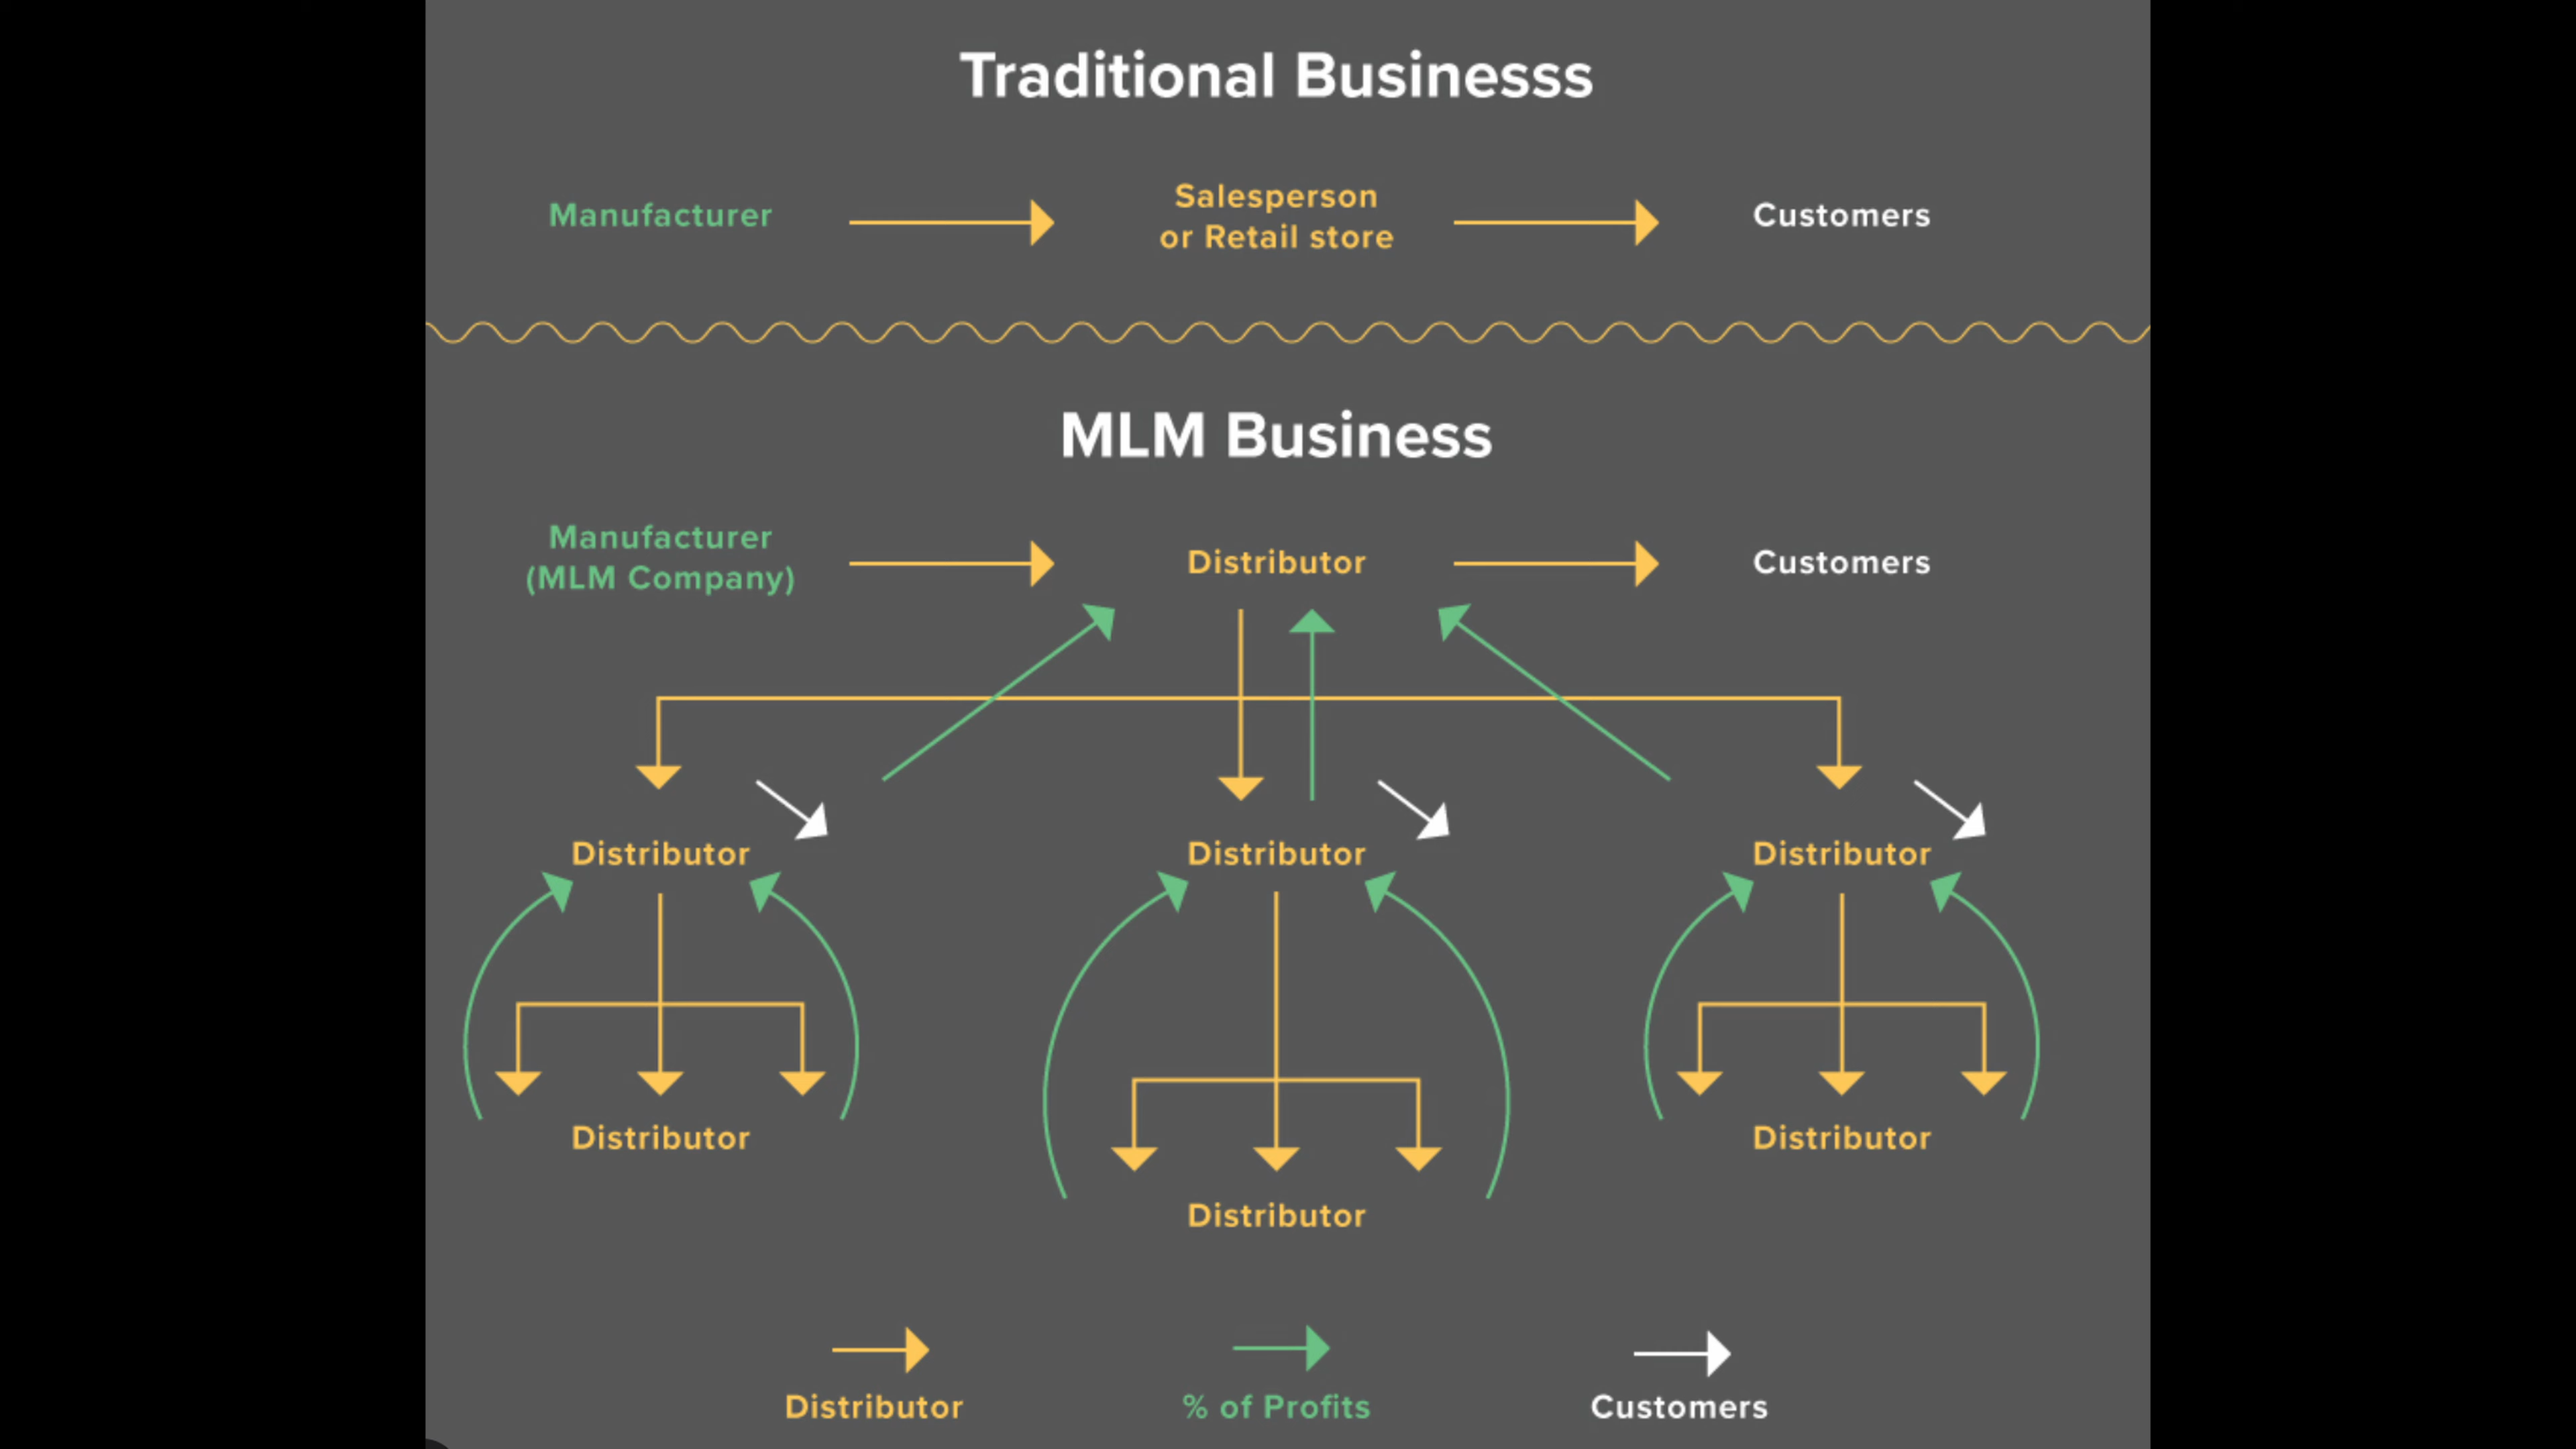 Traditional Businesss
Manufacturer
Salesperson
or Retail store
Customers
MLM Business
Manufacturer
(MLM Company)
Distributor
Customers
Distributor
Distributor
Distributor
Distributor
Distributor
Distributor
Distributor
% of Profits
Customers